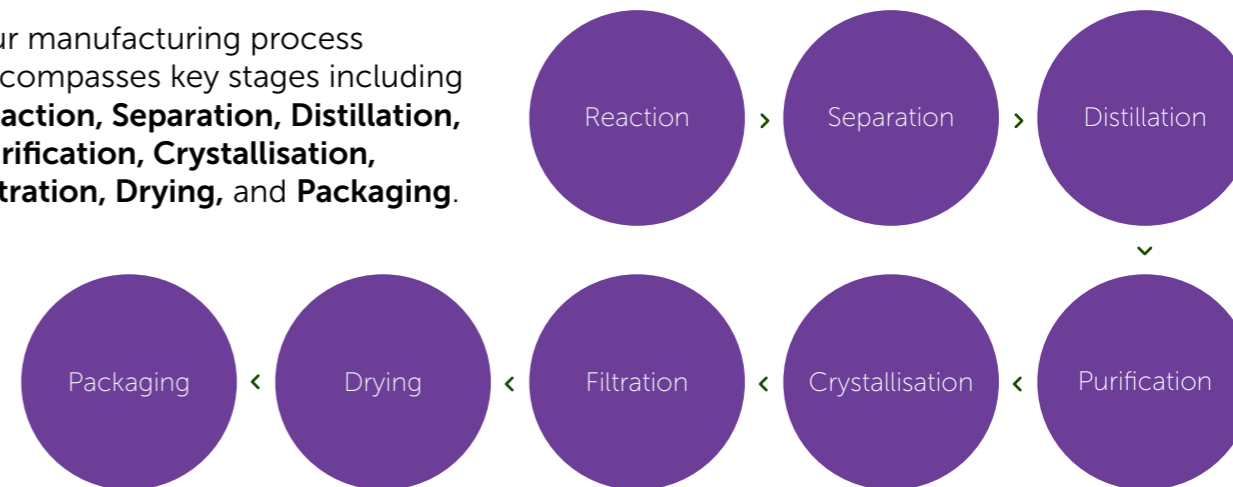 ur manufacturing process
compasses key stages including
action, Separation, Distillation,
rification, Crystallisation,
tration, Drying, and Packaging.
Reaction > Separation > Distillation
Packaging < Drying < Filtration < Crystallisation < Purification